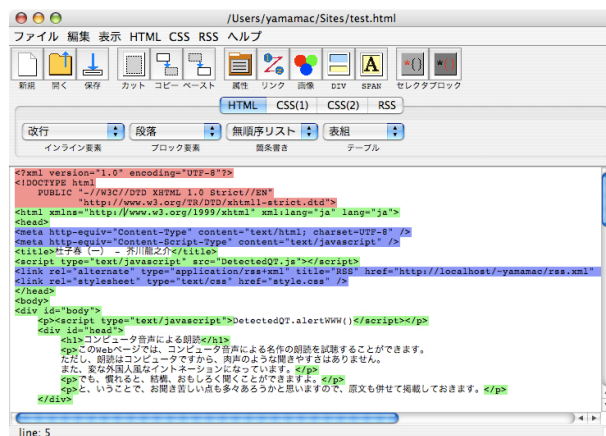 /Users/yamamac/Sites/test.html
ファイル 編集 表示 HTML CSS RSS ヘルプ
新規 開く 保存 カット コピー ペースト 属性 リンク 画像 DIV SPAN セレクタ ブロック
HTML CSS(1) CSS(2) RSS
改行 段落 無順序リスト 表組
インライン要素 ブロック要素 箇条書き テーブル
<?xml version="1.0" encoding="UTF-8"?>
<!DOCTYPE html
PUBLIC "-//W3C//DTD XHTML 1.0 Strict//EN"
"http://www.w3.org/TR/DTD/xhtml1-strict.dtd">
<html xmlns="http://www.w3.org/1999/xhtml" xml:lang="ja" lang="ja">
<head>
<meta http-equiv="Content-Type" content="text/html; charset=UTF-8" />
<meta http-equiv="Content-Script-Type" content="text/javascript" />
<title>杜子春（一） - 芥川龍之介</title>
<script type="text/javascript" src="DetectedQT.js"></script>
<link rel="alternate" type="application/rss+xml" title="RSS" href="http://localhost/~yamamac/rss.xml"
<link rel="stylesheet" type="text/css" href="style.css" />
</head>
<body>
<div id="body">
<p><script type="text/javascript">DetectedQT.alertWWW()</script></p>
<div id="head">
<h1>コンピュータ音声による朗読</h1>
<p>このWebページでは、コンピュータ音声による名作の朗読を試聴することができます。
ただし、朗読はコンピュータですから、肉声のような聞きやすさはありません。
また、変な外国人風なイントネーションになっています。</p>
<p>でも、慣れると、結構、おもしろく聞くことができますよ。</p>
<p>と、いうことで、お聞き苦しい点も多々あろうかと思いますので、原文も併せて掲載しておきます。</p>
</div>
line: 5